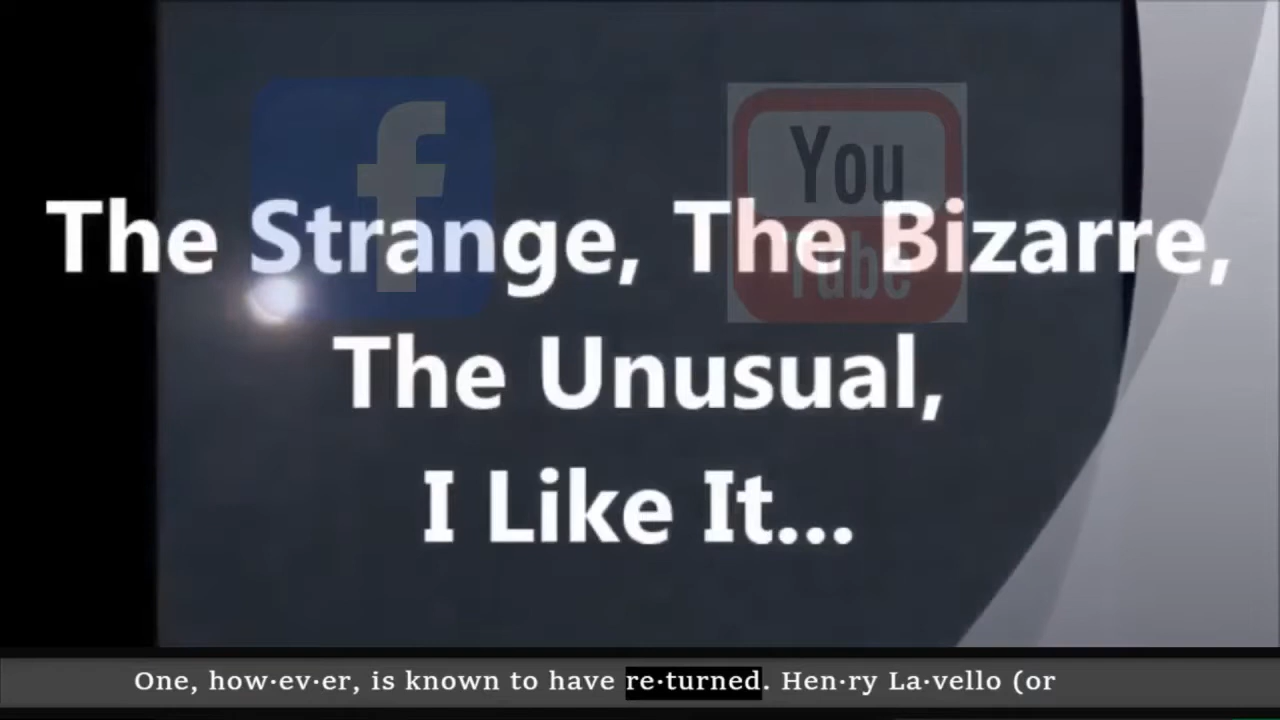 f
You
Tube
The Strange, The Bizarre,
The Unusual,
I Like It...
One, how·ev·er, is known to have re·turned. Hen·ry La·vello (or